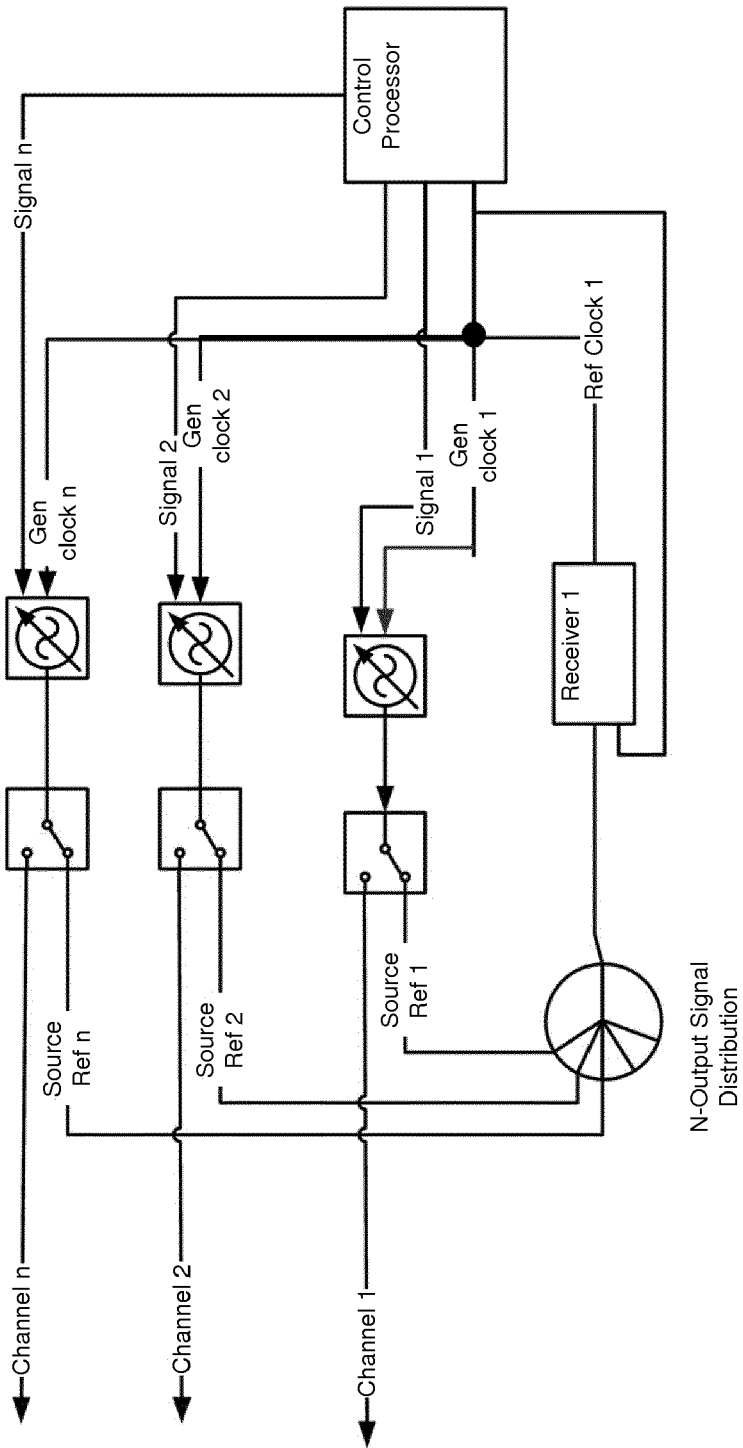 Control
Processor
Signal n
Gen
clock n
Signal 2
Gen
clock 2
Signal 1
Gen
clock 1
Ref Clock 1
Receiver 1
Source
Ref n
Source
Ref 2
Source
Ref 1
N-Output Signal
Distribution
Channel n
Channel 2
Channel 1